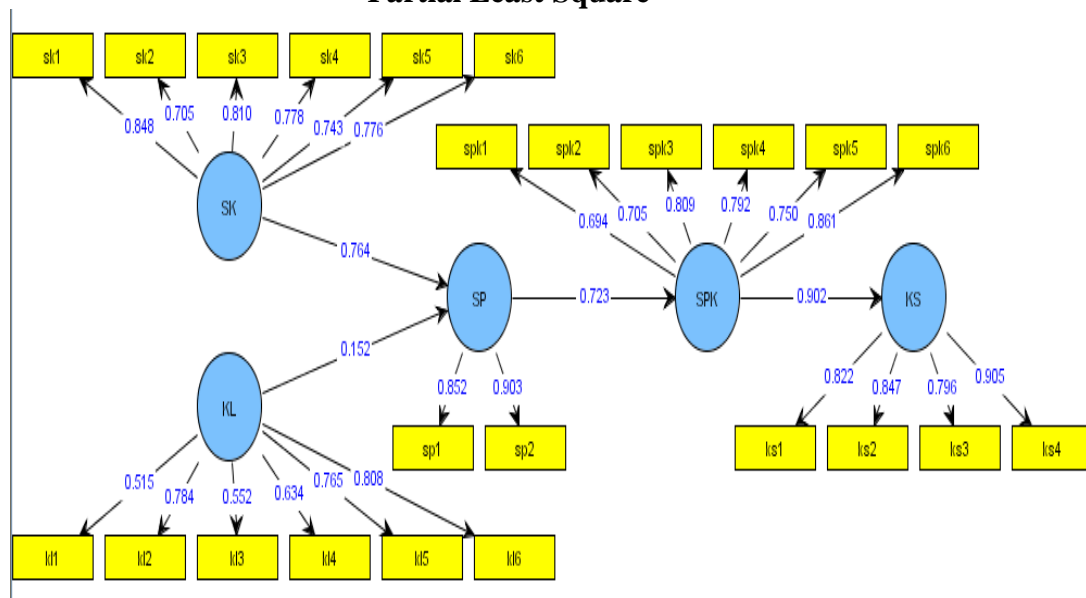 Partial Least Square
sk1 sk2 sk3 sk4 sk5 sk6
0.848 0.705 0.810 0.778 0.743 0.776
SK
spk1 spk2 spk3 spk4 spk5 spk6
0.694 0.705 0.809 0.792 0.750 0.861
0.764
SP 0.723 SPK 0.902 KS
0.152
KL
0.852 0.903
0.822 0.847 0.796 0.905
sp1 sp2
ks1 ks2 ks3 ks4
0.515 0.784 0.552 0.634 0.765 0.808
kl1 kl2 kl3 kl4 kl5 kl6